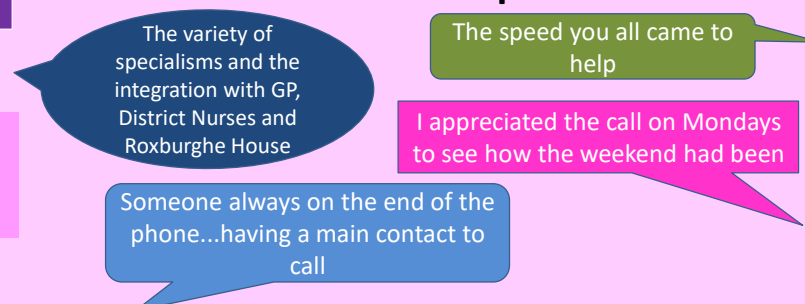 The variety of
specialisms and the
integration with GP,
District Nurses and
Roxburghe House
The speed you all came to
help
I appreciated the call on Mondays
to see how the weekend had been
Someone always on the end of the
phone...having a main contact to
call